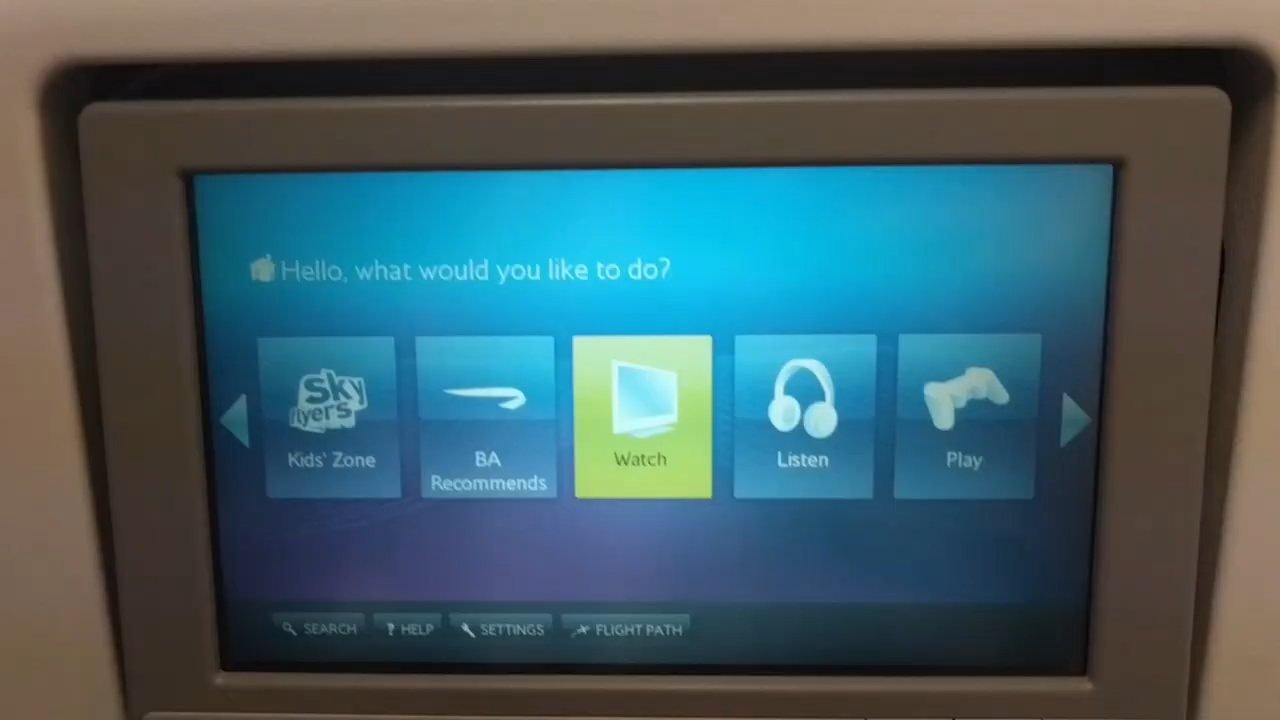 Hello, what would you like to do?
Sky
flyers
Kids' Zone
BA
Recommends
Watch
Listen
Play
SEARCH
? HELP
SETTINGS
FLIGHT PATH